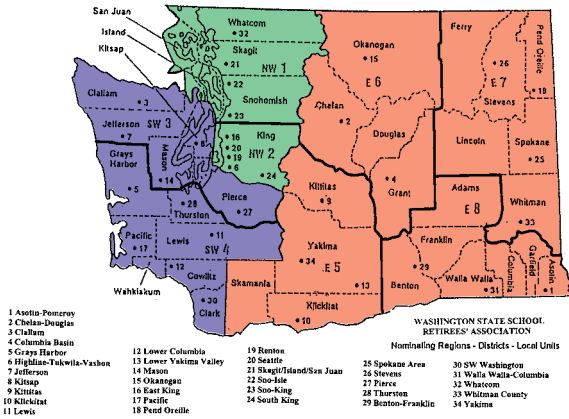 San Juan
Island
Kitsap
Whatcom
• 32
Skagit
NW 1
• 21
• 22
Snohomish
• 23
Okanogan
• 15
E 6
Ferry
Pend Oreille
• 26
E 7
Stevens
• 18
Clallam
• 3
Jefferson
SW 3
• 7
Mason
• 14
• 8
King
• 16
• 20
NW 2
• 19
• 6
• 24
Chelan
• 2
Douglas
• 4
Grant
Lincoln
Spokane
• 25
Grays
Harbor
• 5
• 28
Thurston
Pierce
• 27
Kittitas
• 9
Adams
E 8
Whitman
• 33
Pacific
• 17
Lewis
• 11
SW 4
Yakima
• 34
E 5
• 13
Franklin
• 29
Benton
Walla Walla
• 31
Columbia
Garfield
Asotin
• 1
Wahkiakum
• 12
Cowlitz
• 30
Clark
Skamania
Klickitat
• 10
WASHINGTON STATE SCHOOL
RETIREES' ASSOCIATION
Nominating Regions - Districts - Local Units
1 Asotin-Pomeroy
2 Chelan-Douglas
3 Clallam
4 Columbia Basin
5 Grays Harbor
6 Highline-Tukwila-Vashon
7 Jefferson
8 Kitsap
9 Kittitas
10 Klickitat
11 Lewis
12 Lower Columbia
13 Lower Yakima Valley
14 Mason
15 Okanogan
16 East King
17 Pacific
18 Pend Oreille
19 Renton
20 Seattle
21 Skagit/Island/San Juan
22 Sno-Isle
23 Sno-King
24 South King
25 Spokane Area
26 Stevens
27 Pierce
28 Thurston
29 Benton-Franklin
30 SW Washington
31 Walla Walla-Columbia
32 Whatcom
33 Whitman County
34 Yakima